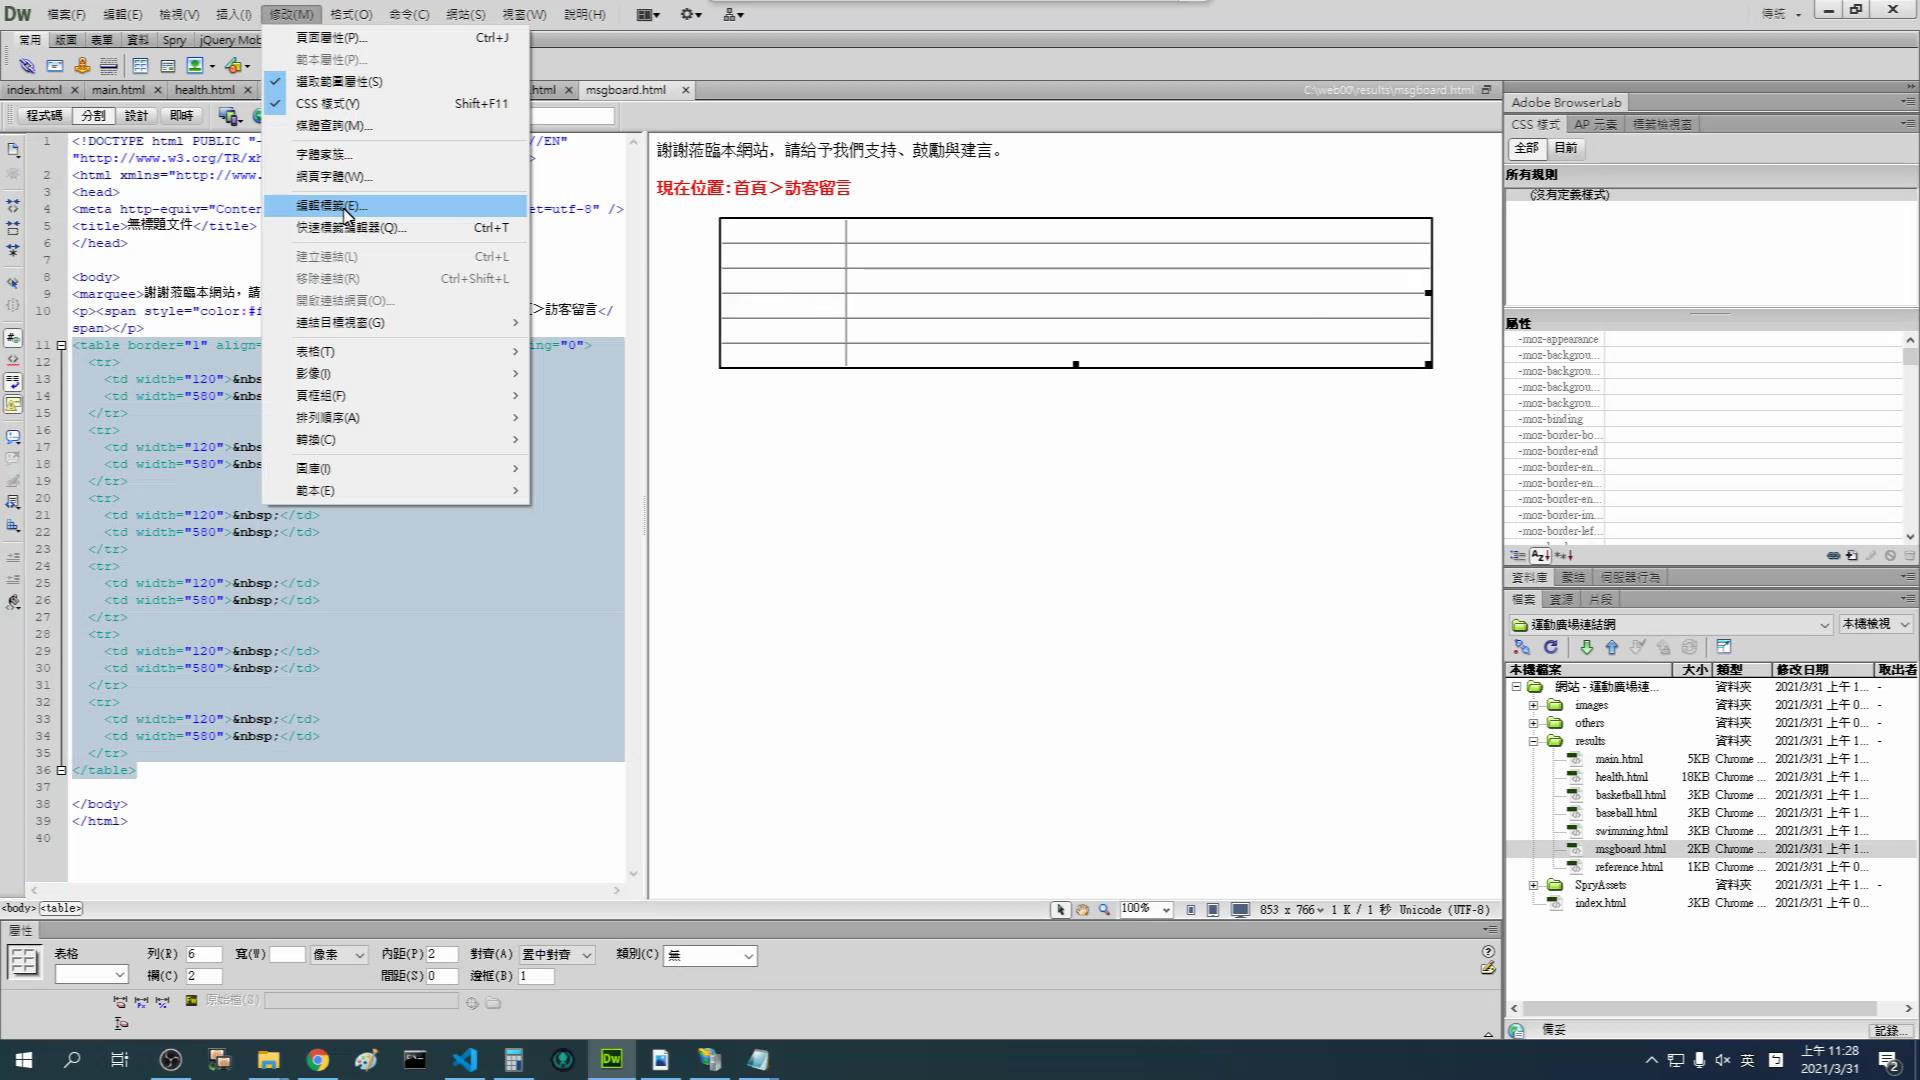 Dw 檔案(F) 編輯(E) 檢視(V) 插入(I) 修改(M) 格式(O) 命令(C) 網站(S) 視窗(W) 說明(H) 傳統
常用 版面 表單 資料 Spry jQuery Mob
index.html main.html health.html html msgboard.html C:\web00\results\msgboard.html
程式碼 分割 設計 即時
頁面屬性(P)... Ctrl+J
範本屬性(P)...
選取範圍屬性(S)
CSS 樣式(Y) Shift+F11
媒體查詢(M)...
字體家族...
網頁字體(W)...
編輯標籤(E)...
快速標籤編輯器(Q)... Ctrl+T
建立連結(L) Ctrl+L
移除連結(R) Ctrl+Shift+L
開啟連結網頁(O)...
連結目標視窗(G)
表格(T)
影像(I)
頁框組(F)
排列順序(A)
轉換(C)
圖庫(I)
範本(E)
1 <!DOCTYPE html PUBLIC "- //EN"
"http://www.w3.org/TR/xh
2 <html xmlns="http://www.
3 <head>
4 <meta http-equiv="Conten et=utf-8" />
5 <title>無標題文件</title>
6 </head>
7
8 <body>
9 <marquee>謝謝蒞臨本網站，請
10 <p><span style="color:#f >訪客留言</
span></p>
11 <table border="1" align= ing="0">
12 <tr>
13 <td width="120">&nb
14 <td width="580">&nb
15 </tr>
16 <tr>
17 <td width="120">&nb
18 <td width="580">&nb
19 </tr>
20 <tr>
21 <td width="120">&nbsp;</td>
22 <td width="580">&nbsp;</td>
23 </tr>
24 <tr>
25 <td width="120">&nbsp;</td>
26 <td width="580">&nbsp;</td>
27 </tr>
28 <tr>
29 <td width="120">&nbsp;</td>
30 <td width="580">&nbsp;</td>
31 </tr>
32 <tr>
33 <td width="120">&nbsp;</td>
34 <td width="580">&nbsp;</td>
35 </tr>
36 </table>
37
38 </body>
39 </html>
40
謝謝蒞臨本網站，請給予我們支持、鼓勵與建言。
現在位置:首頁＞訪客留言
<body> <table>
100% 853 x 766 1 K / 1 秒 Unicode (UTF-8)
屬性
表格 列(R) 6 寬(W) 像素 內距(P) 2 對齊(A) 置中對齊 類別(C) 無
欄(C) 2 間距(S) 0 邊框(B) 1
原始檔(S)
Adobe BrowserLab
CSS 樣式 AP 元素 標籤檢視窗
全部 目前
所有規則
(沒有定義樣式)
屬性
-moz-appearance
-moz-backgrou...
-moz-backgrou...
-moz-backgrou...
-moz-backgrou...
-moz-binding
-moz-border-bo...
-moz-border-end
-moz-border-en...
-moz-border-en...
-moz-border-en...
-moz-border-im...
-moz-border-lef...
資料庫 繫結 伺服器行為
檔案 資源 片段
運動廣場連結網 本機檢視
本機檔案 大小 類型 修改日期 取出者
網站 - 運動廣場連... 資料夾 2021/3/31 上午 1... -
images 資料夾 2021/3/31 上午 0... -
others 資料夾 2021/3/31 上午 0... -
results 資料夾 2021/3/31 上午 1... -
main.html 5KB Chrome ... 2021/3/31 上午 1...
health.html 18KB Chrome ... 2021/3/31 上午 1...
basketball.html 3KB Chrome ... 2021/3/31 上午 1...
baseball.html 3KB Chrome ... 2021/3/31 上午 1...
swimming.html 3KB Chrome ... 2021/3/31 上午 1...
msgboard.html 2KB Chrome ... 2021/3/31 上午 1...
reference.html 1KB Chrome ... 2021/3/31 上午 0...
SpryAssets 資料夾 2021/3/31 上午 1... -
index.html 3KB Chrome ... 2021/3/31 上午 0...
備妥 記錄...
Dw 英 上午 11:28
2021/3/31 2